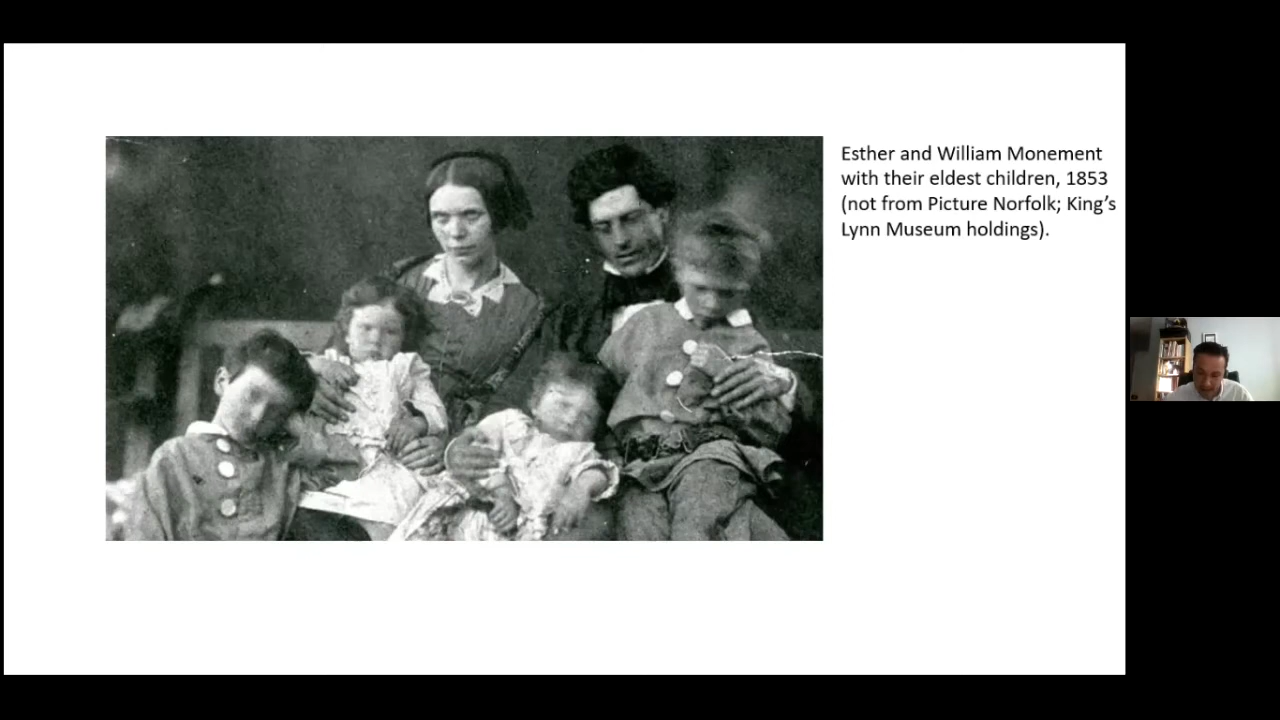 Esther and William Monement
with their eldest children, 1853
(not from Picture Norfolk; King’s
Lynn Museum holdings).